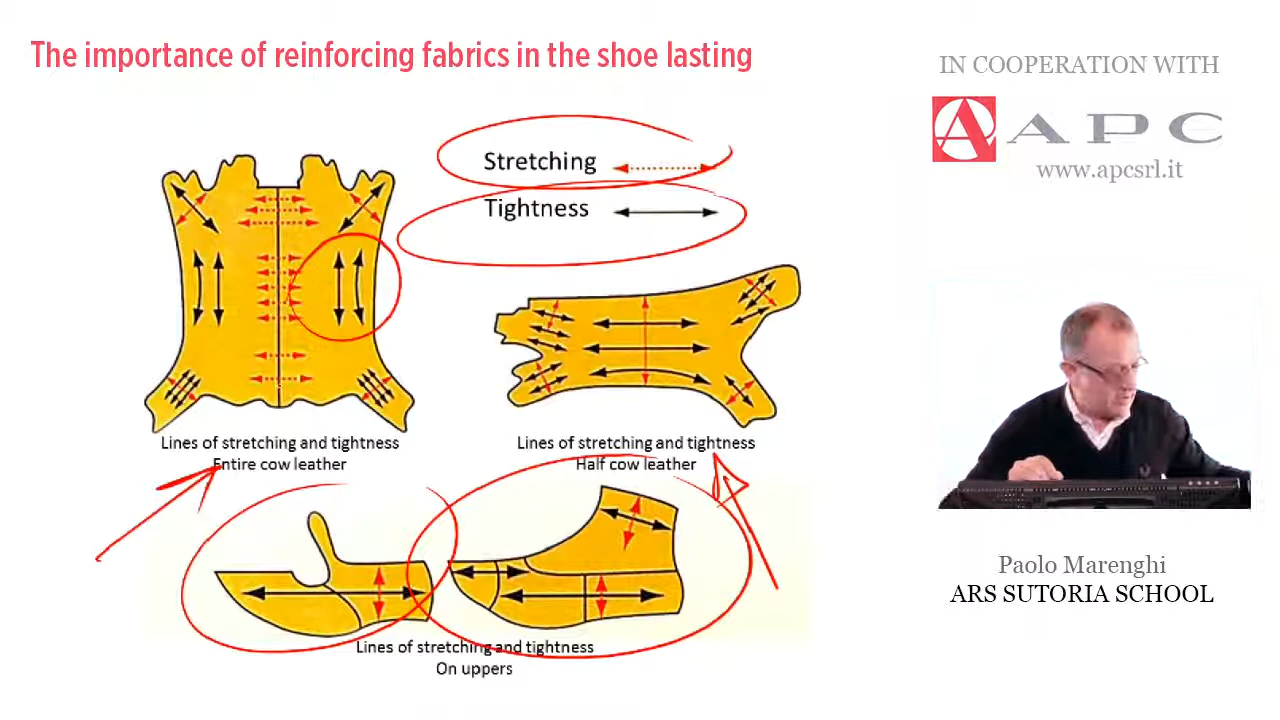 The importance of reinforcing fabrics in the shoe lasting
IN COOPERATION WITH
A APC
www.apcsrl.it
Stretching
Tightness
Lines of stretching and tightness
Entire cow leather
Lines of stretching and tightness
Half cow leather
Lines of stretching and tightness
On uppers
Paolo Marenghi
ARS SUTORIA SCHOOL